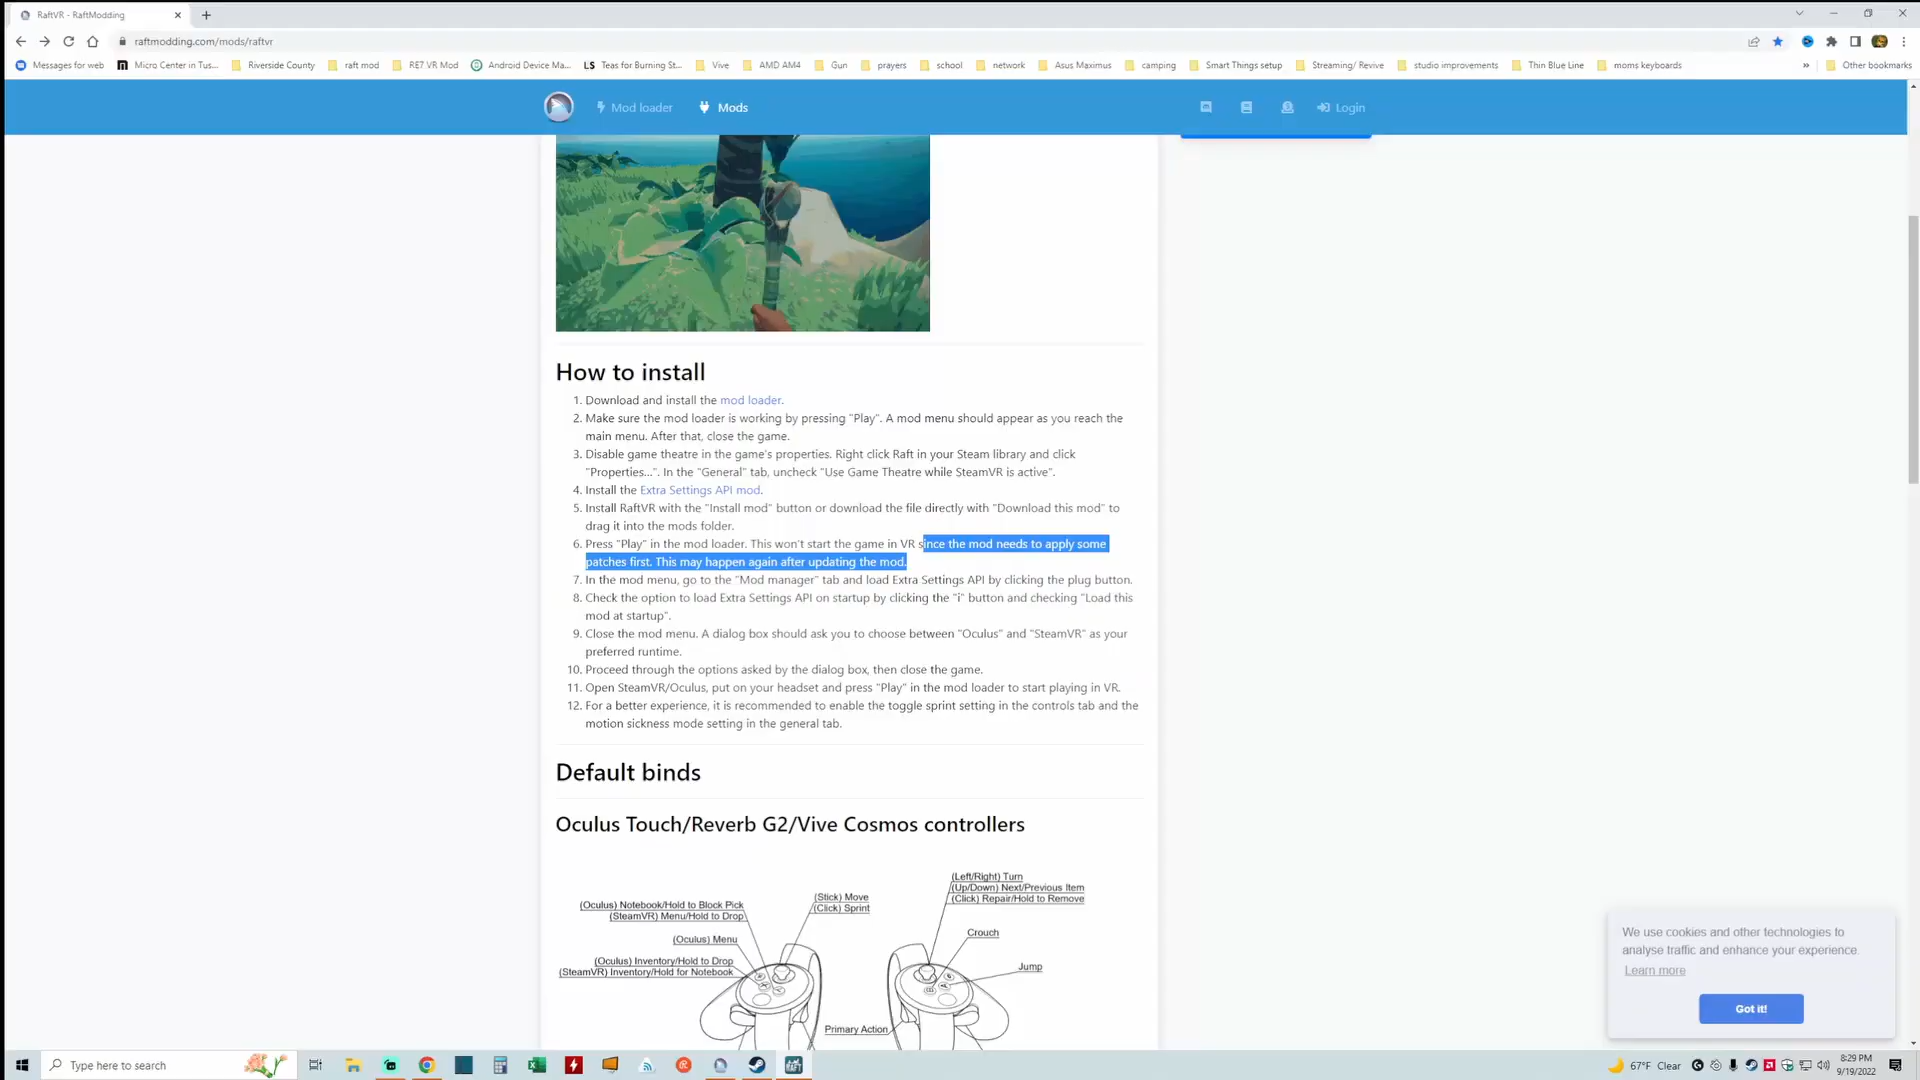 RaftVR - RaftModding
raftmodding.com/mods/raftvr
Messages for web
Micro Center in Tus...
Riverside County
raft mod
RE7 VR Mod
Android Device Ma...
LS Teas for Burning St...
Vive
AMD AM4
Gun
prayers
school
network
Asus Maximus
camping
Smart Things setup
Streaming/ Revive
studio improvements
Thin Blue Line
moms keyboards
»
Other bookmarks
Mod loader
Mods
Login
How to install
1. Download and install the mod loader.
2. Make sure the mod loader is working by pressing "Play". A mod menu should appear as you reach the
main menu. After that, close the game.
3. Disable game theatre in the game's properties. Right click Raft in your Steam library and click
"Properties...". In the "General" tab, uncheck "Use Game Theatre while SteamVR is active".
4. Install the Extra Settings API mod.
5. Install RaftVR with the "Install mod" button or download the file directly with "Download this mod" to
drag it into the mods folder.
6. Press "Play" in the mod loader. This won't start the game in VR since the mod needs to apply some
patches first. This may happen again after updating the mod.
7. In the mod menu, go to the "Mod manager" tab and load Extra Settings API by clicking the plug button.
8. Check the option to load Extra Settings API on startup by clicking the "i" button and checking "Load this
mod at startup".
9. Close the mod menu. A dialog box should ask you to choose between "Oculus" and "SteamVR" as your
preferred runtime.
10. Proceed through the options asked by the dialog box, then close the game.
11. Open SteamVR/Oculus, put on your headset and press "Play" in the mod loader to start playing in VR.
12. For a better experience, it is recommended to enable the toggle sprint setting in the controls tab and the
motion sickness mode setting in the general tab.
Default binds
Oculus Touch/Reverb G2/Vive Cosmos controllers
(Oculus) Notebook/Hold to Block Pick
(SteamVR) Menu/Hold to Drop
(Oculus) Menu
(Oculus) Inventory/Hold to Drop
(SteamVR) Inventory/Hold for Notebook
(Stick) Move
(Click) Sprint
(Left/Right) Turn
(Up/Down) Next/Previous Item
(Click) Repair/Hold to Remove
Crouch
Jump
Primary Action
We use cookies and other technologies to
analyse traffic and enhance your experience.
Learn more
Got it!
Type here to search
67°F Clear
8:29 PM
9/19/2022